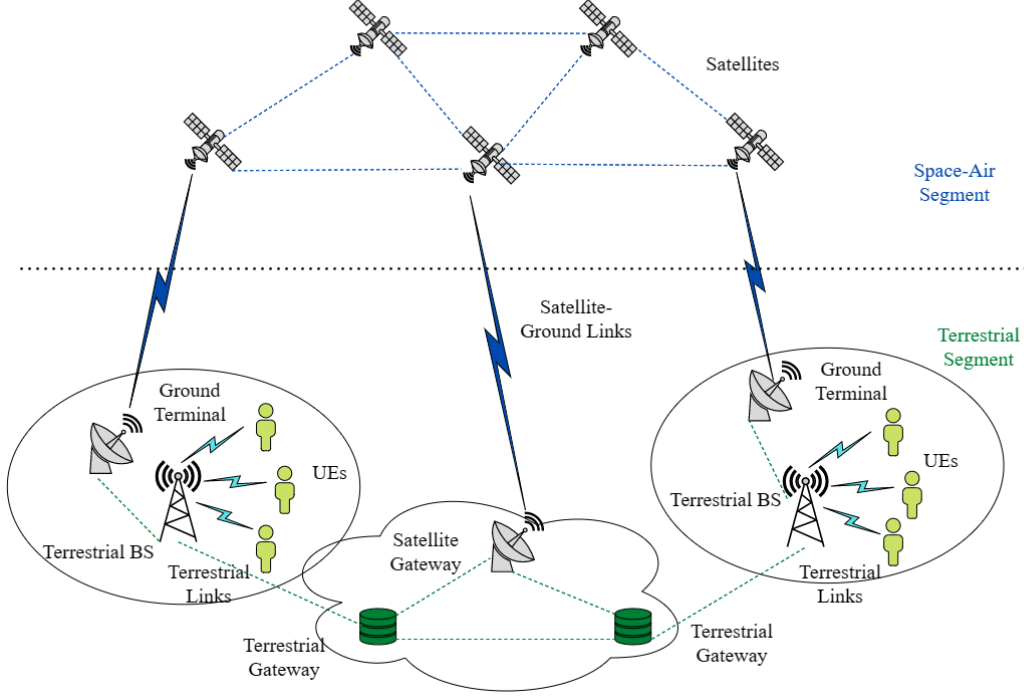 Satellites
Space-Air
Segment
Satellite-
Ground Links
Terrestrial
Segment
Ground
Terminal
UEs
Terrestrial BS
Terrestrial
Links
Satellite
Gateway
Terrestrial
Gateway
Terrestrial
Gateway
Ground
Terminal
UEs
Terrestrial BS
Terrestrial
Links